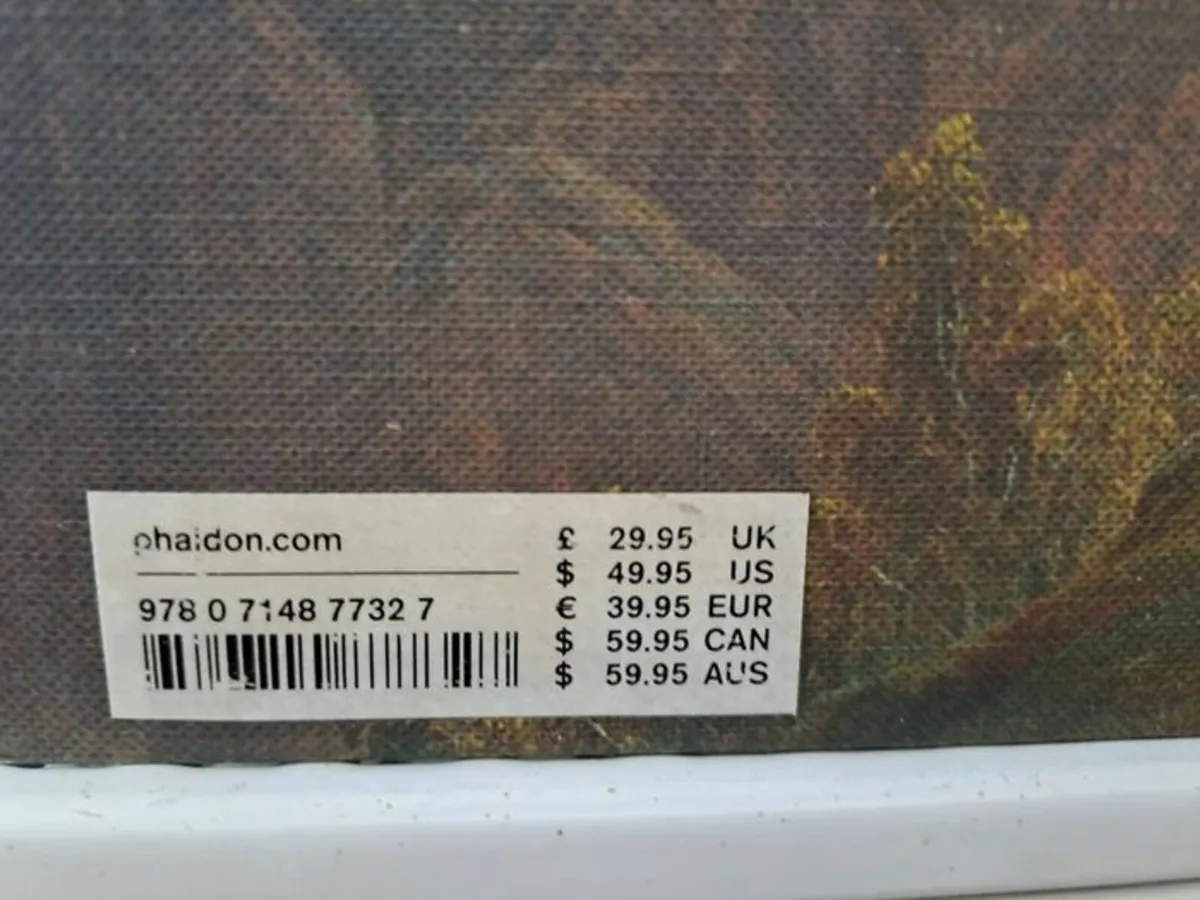 phaidon.com
978 0 7148 7732 7
£ 29.95 UK
$ 49.95 US
€ 39.95 EUR
$ 59.95 CAN
$ 59.95 AUS